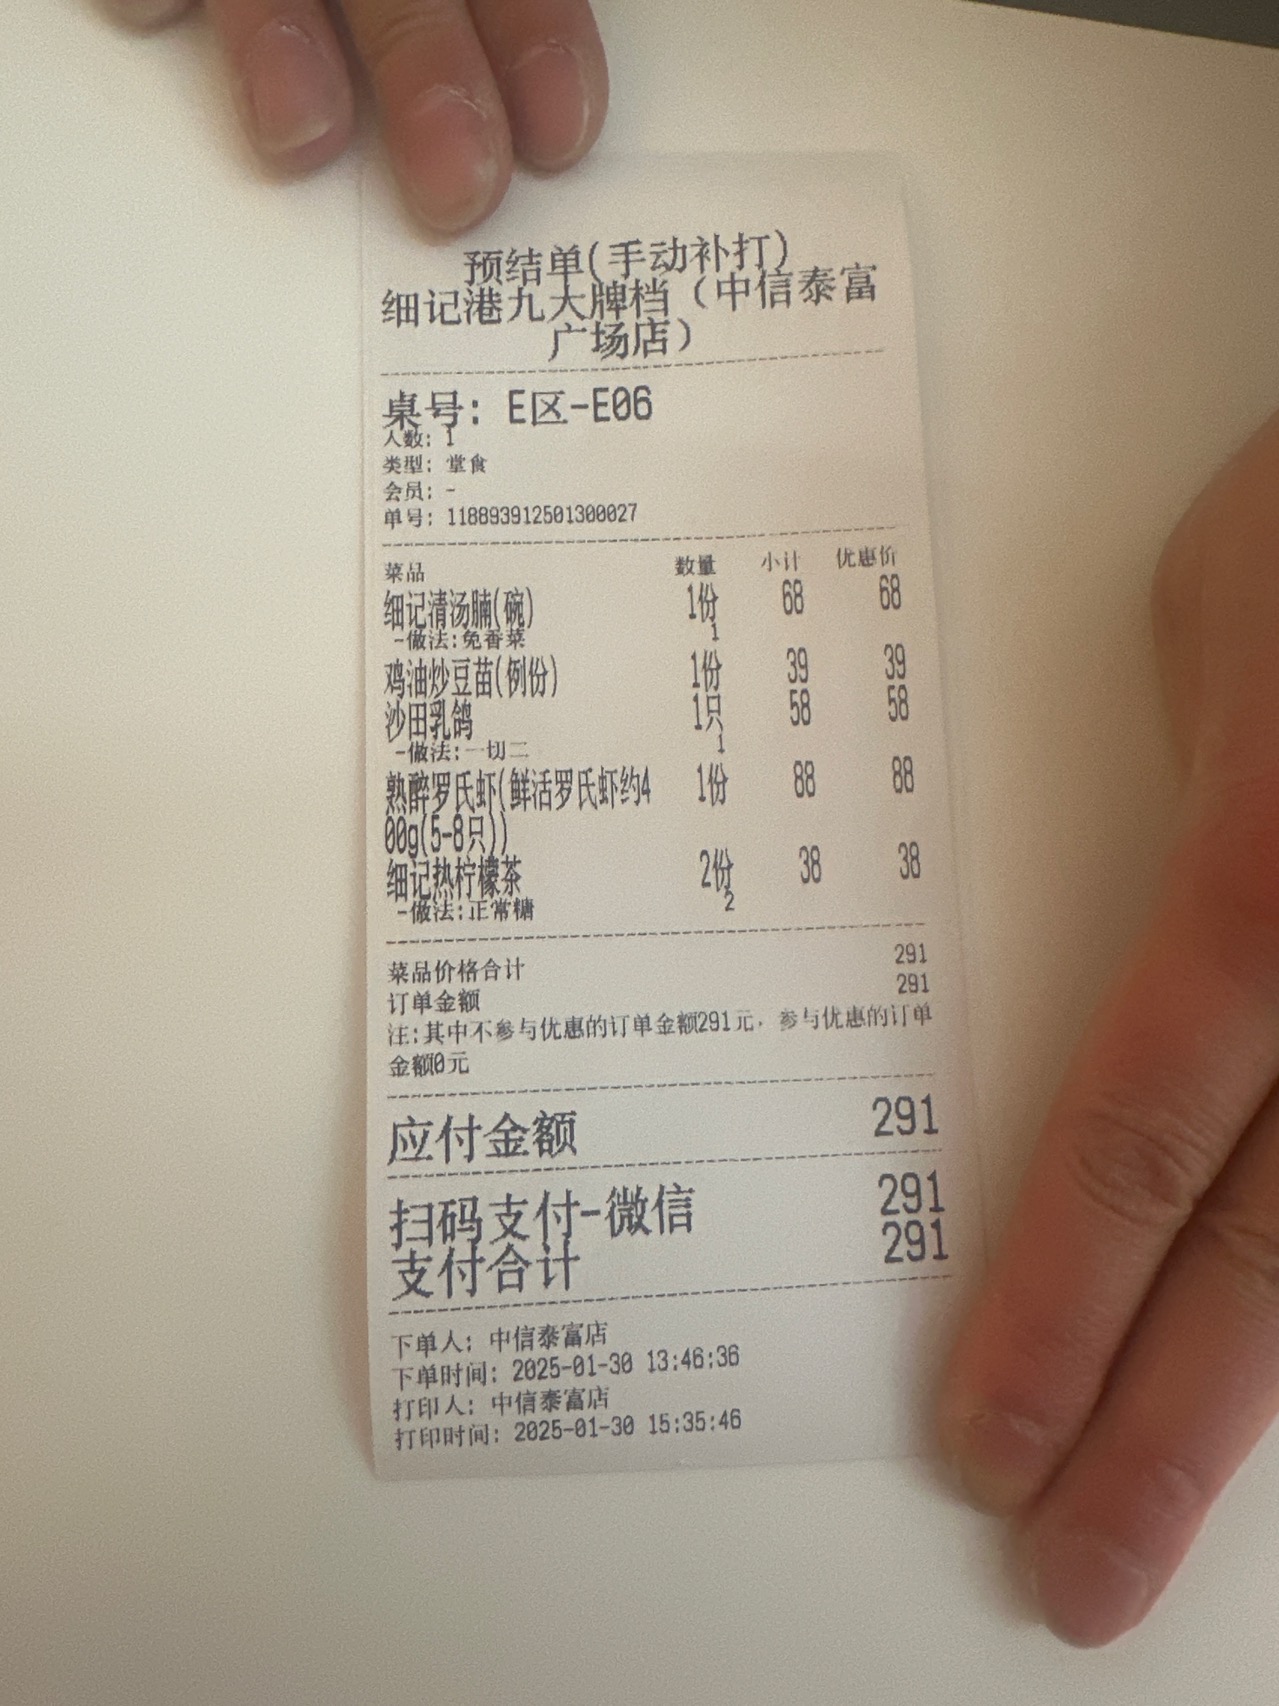 预结单(手动补打)
细记港九大牌档（中信泰富
广场店）
桌号: E区-E06
人数: 1
类型: 堂食
会员: -
单号: 118893912501300027
菜品 数量 小计 优惠价
细记清汤腩(碗) 1份 68 68
-做法:免香菜 1
鸡油炒豆苗(例份) 1份 39 39
沙田乳鸽 1只 58 58
-做法:一切二 1
熟醉罗氏虾(鲜活罗氏虾约4 1份 88 88
00g(5-8只))
细记热柠檬茶 2份 38 38
-做法:正常糖 2
菜品价格合计 291
订单金额 291
注:其中不参与优惠的订单金额291元，参与优惠的订单
金额0元
应付金额 291
扫码支付-微信 291
支付合计 291
下单人: 中信泰富店
下单时间: 2025-01-30 13:46:36
打印人: 中信泰富店
打印时间: 2025-01-30 15:35:46